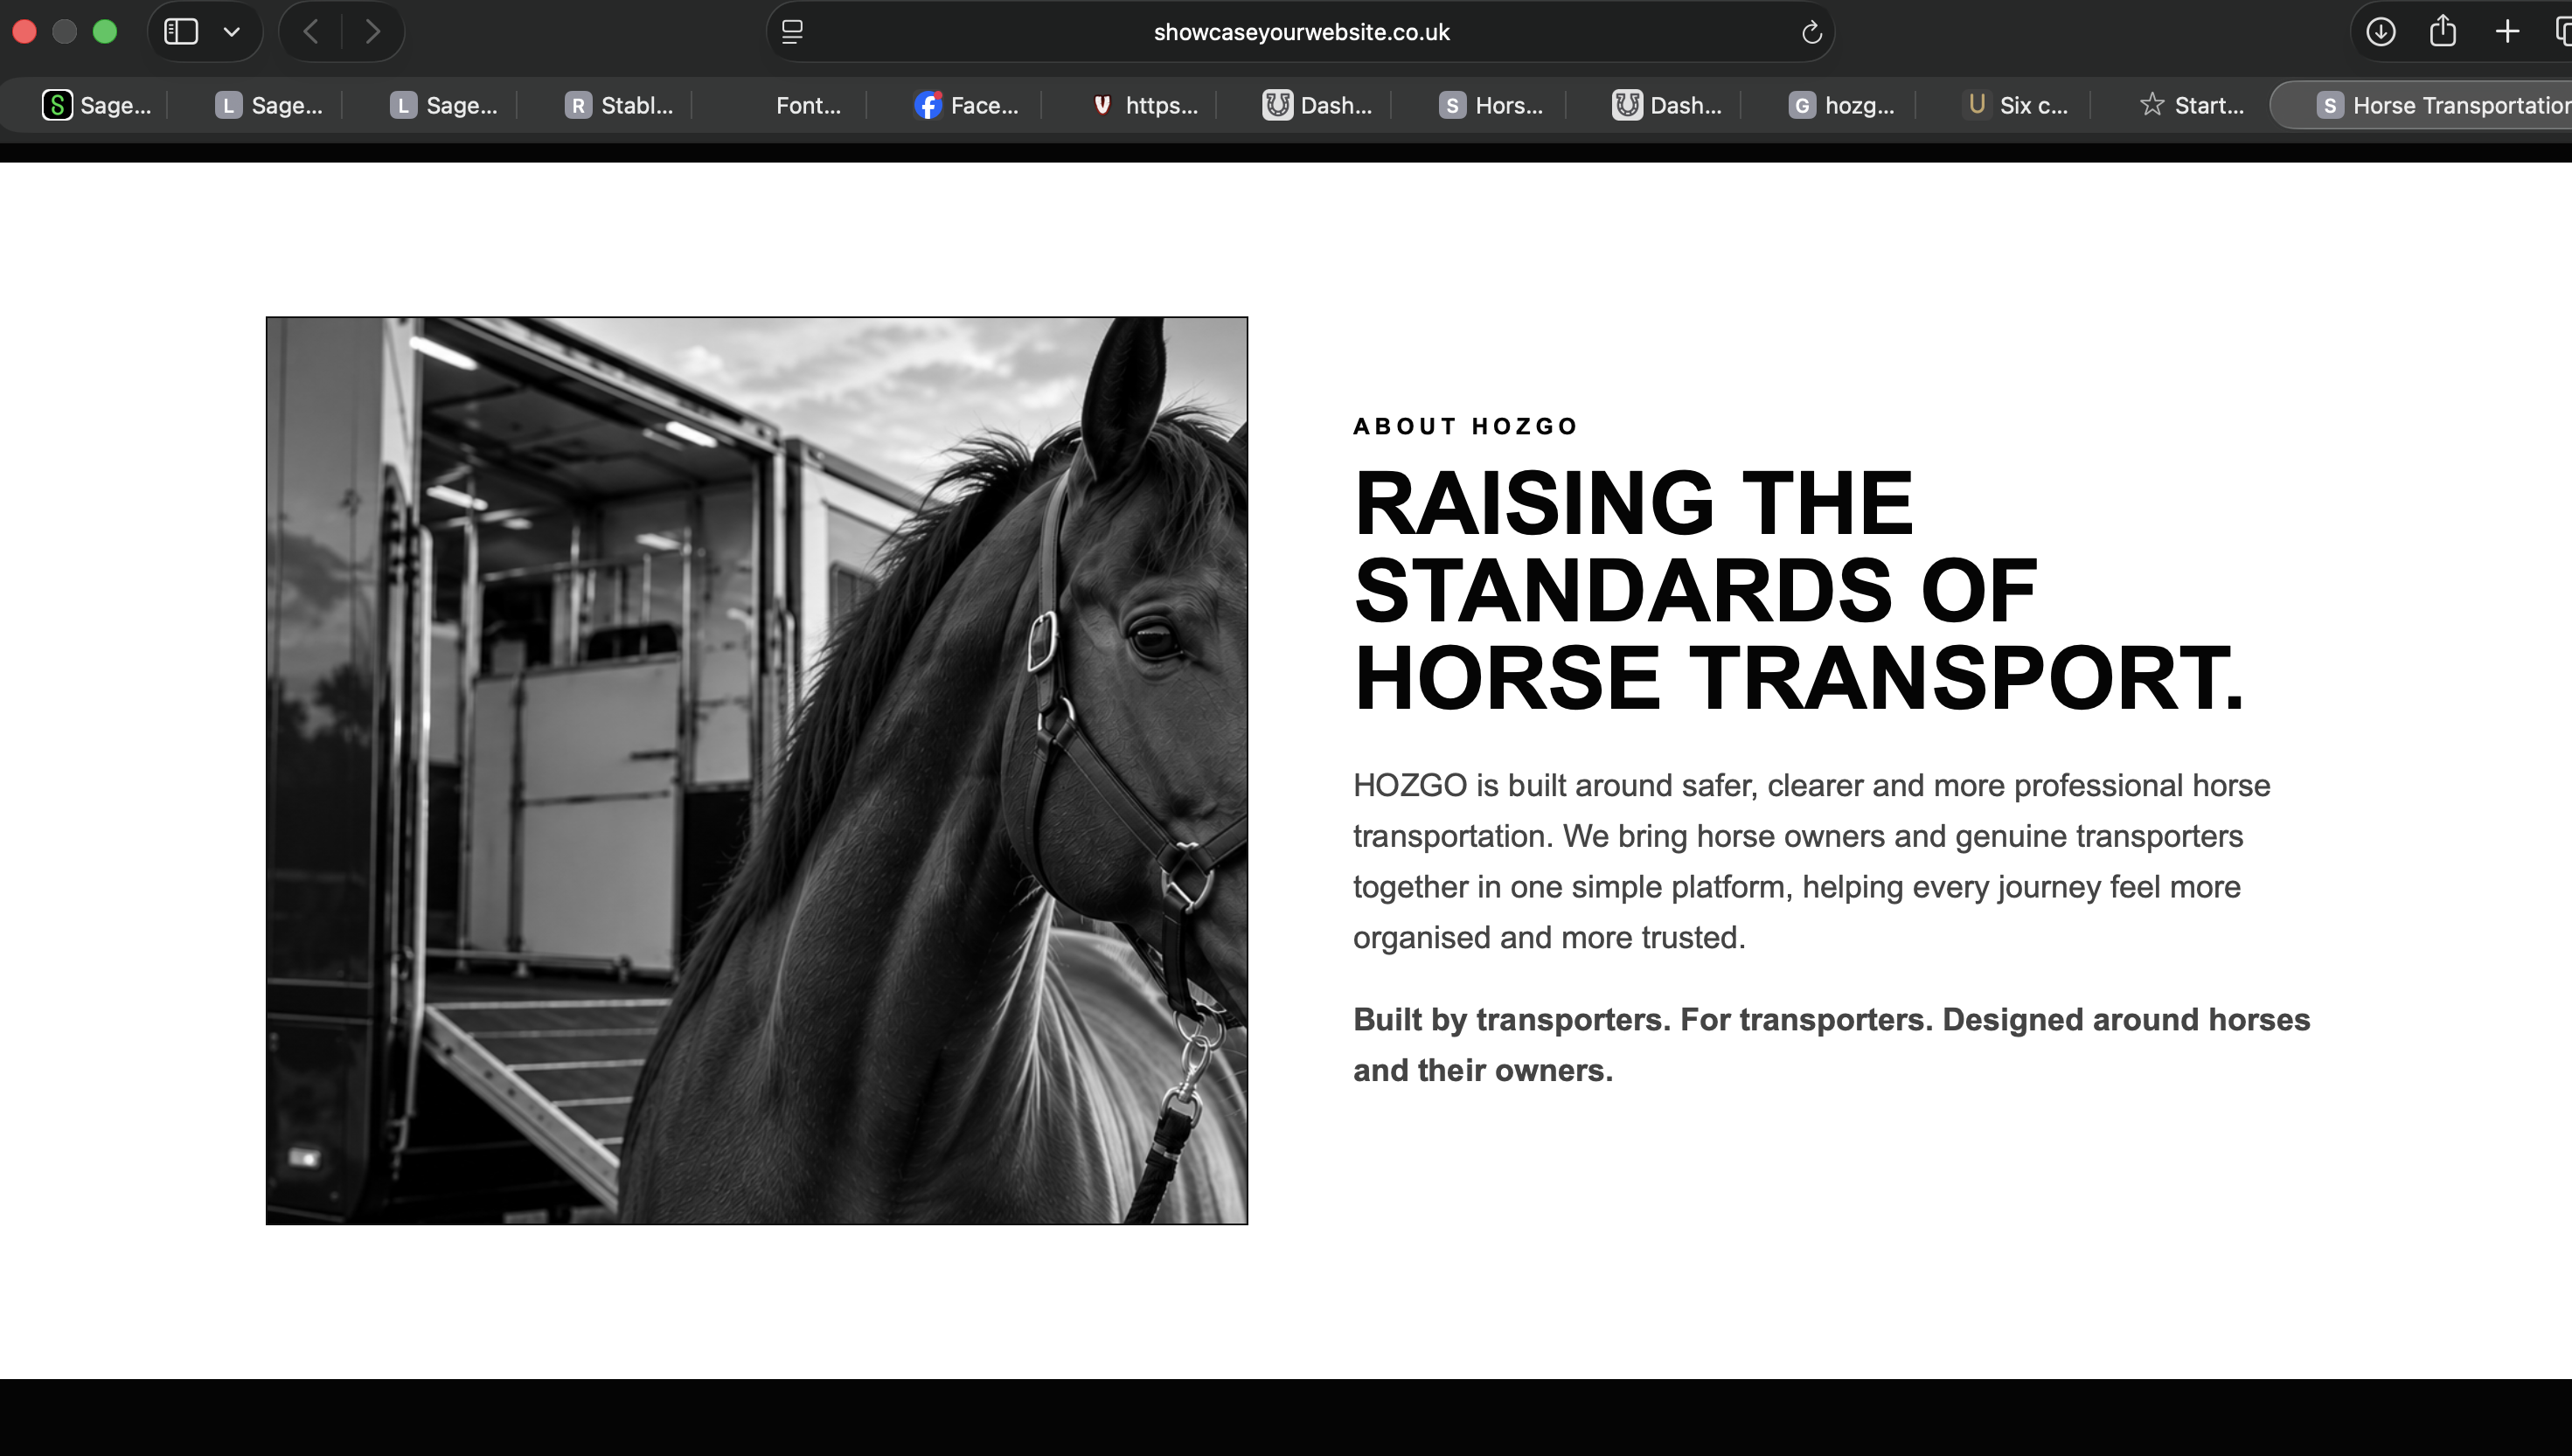 showcaseyourwebsite.co.uk
S Sage...
L Sage...
L Sage...
R Stabl...
Font...
Face...
https...
Dash...
S Hors...
Dash...
G hozg...
U Six c...
Start...
S Horse Transportation
ABOUT HOZGO
RAISING THE
STANDARDS OF
HORSE TRANSPORT.
HOZGO is built around safer, clearer and more professional horse
transportation. We bring horse owners and genuine transporters
together in one simple platform, helping every journey feel more
organised and more trusted.
Built by transporters. For transporters. Designed around horses
and their owners.